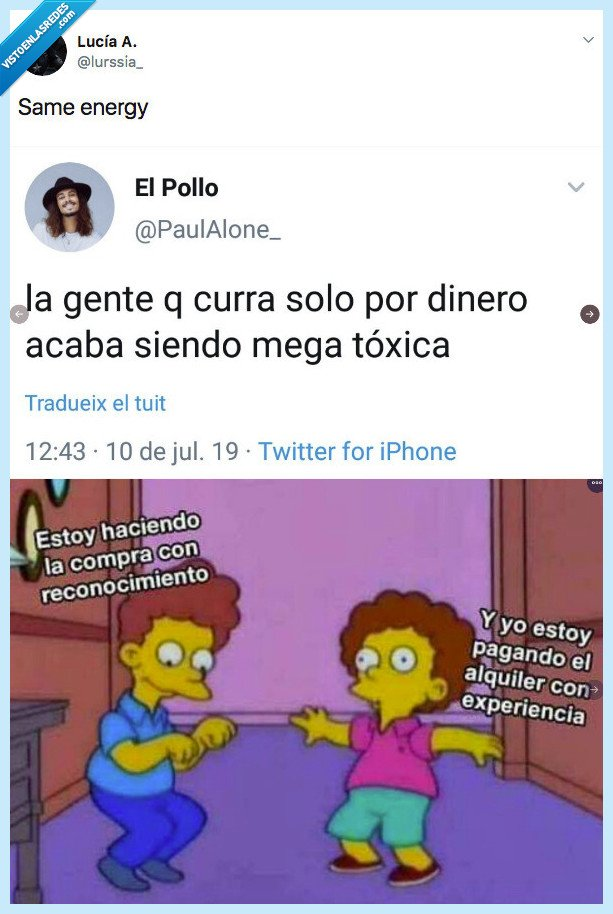 VISTOENLASREDES
.com
Lucía A.
@lurssia_
Same energy
El Pollo
@PaulAlone_
la gente q curra solo por dinero
acaba siendo mega tóxica
Tradueix el tuit
12:43 · 10 de jul. 19 · Twitter for iPhone
Estoy haciendo
la compra con
reconocimiento
Y yo estoy
pagando el
alquiler con
experiencia